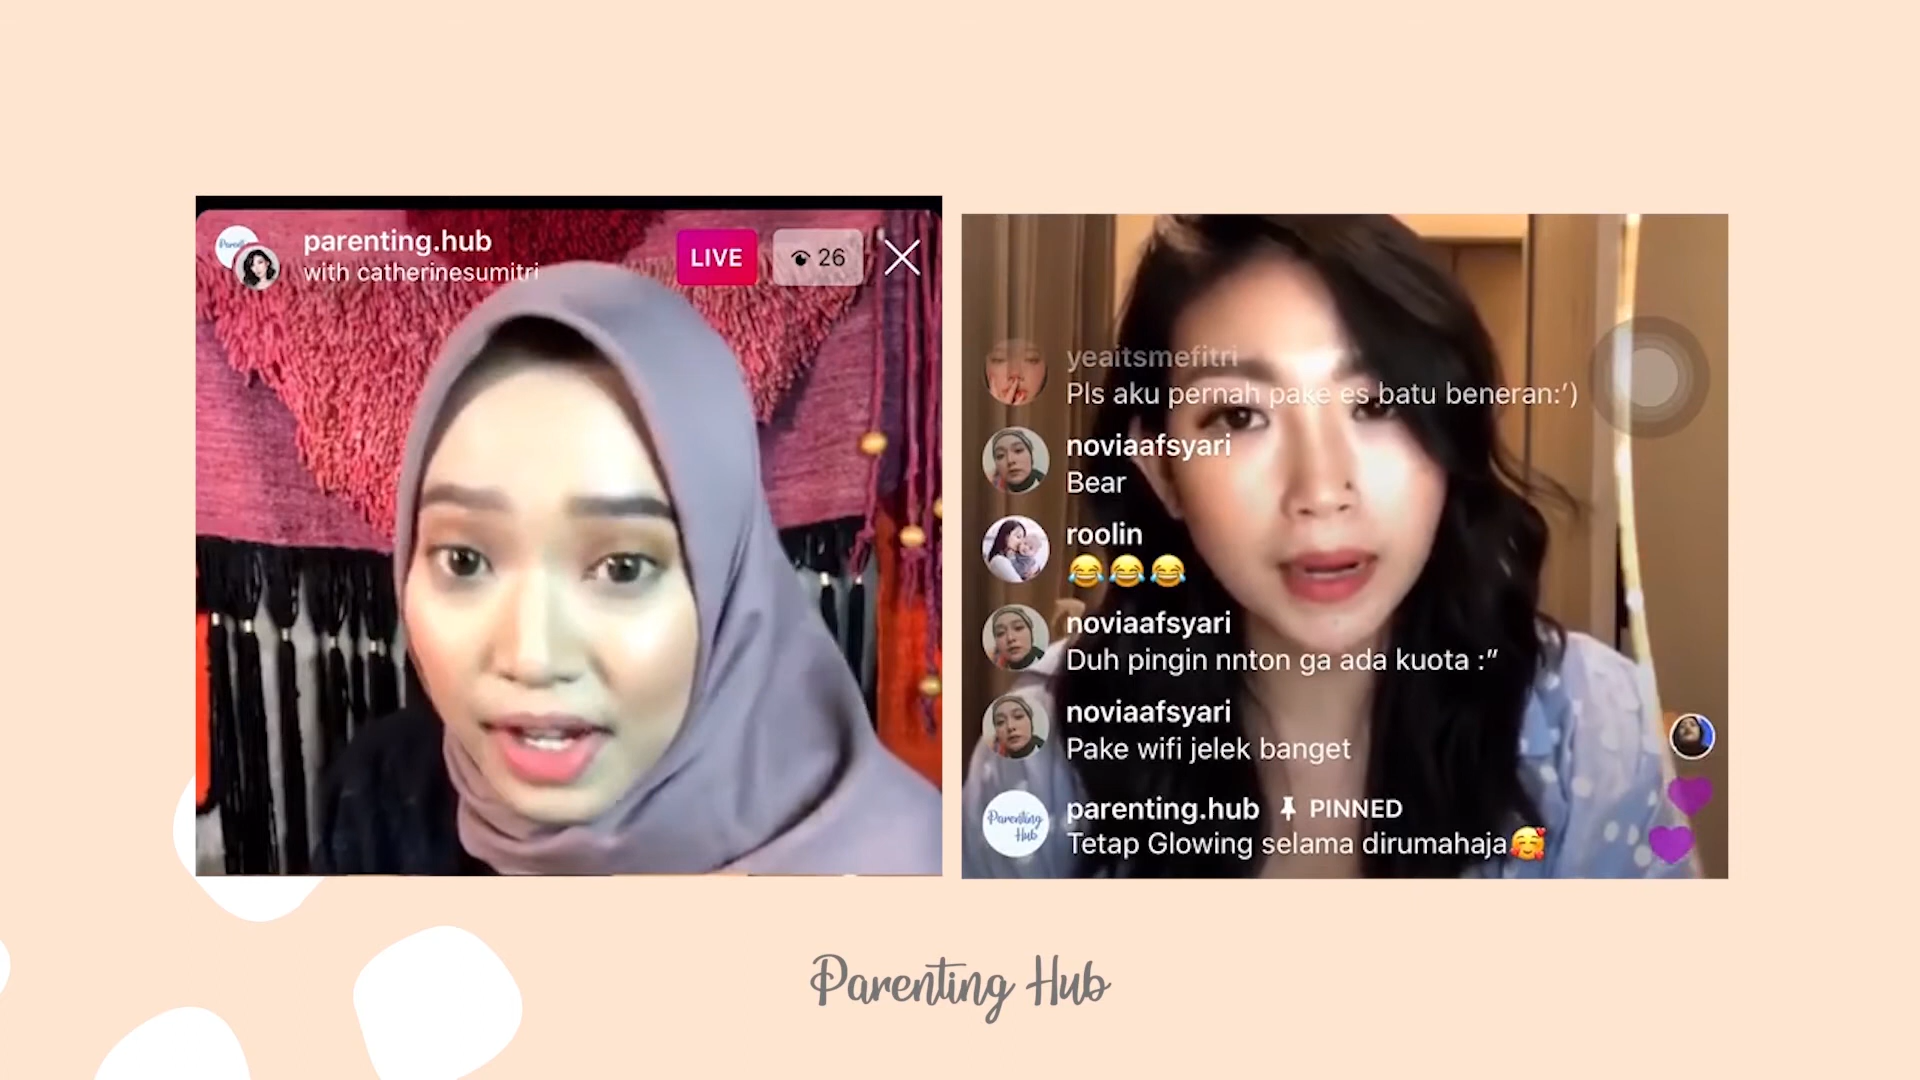 parenting.hub
with catherinesumitri
LIVE
26
yeaitsmefitri
Pls aku pernah pake es batu beneran:’)
noviaafsyari
Bear
roolin
😂😂😂
noviaafsyari
Duh pingin nnton ga ada kuota :”
noviaafsyari
Pake wifi jelek banget
Parenting
Hub
parenting.hub PINNED
Tetap Glowing selama dirumahaja🥰
Parenting Hub